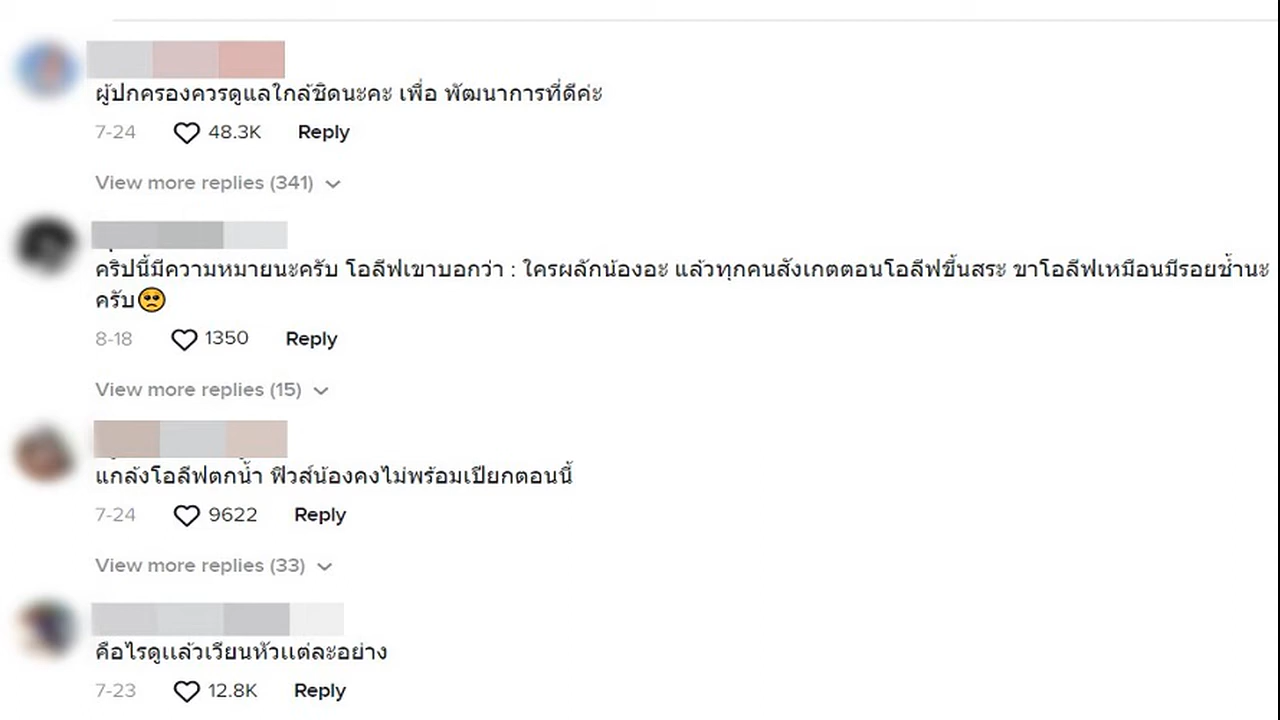 ผู้ปกครองควรดูแลใกล้ชิดนะคะ เพื่อ พัฒนาการที่ดีค่ะ
7-24 48.3K Reply
View more replies (341)
คริปนี้มีความหมายนะครับ โอลีฟเขาบอกว่า : ใครผลักน้องอะ แล้วทุกคนสังเกตตอนโอลีฟขึ้นสระ ขาโอลีฟเหมือนมีรอยช้ำนะ
ครับ🥺
8-18 1350 Reply
View more replies (15)
แกล้งโอลีฟตกน้ำ ฟิวส์น้องคงไม่พร้อมเปียกตอนนี้
7-24 9622 Reply
View more replies (33)
คือไรดูแล้วเวียนหัวแต่ละอย่าง
7-23 12.8K Reply